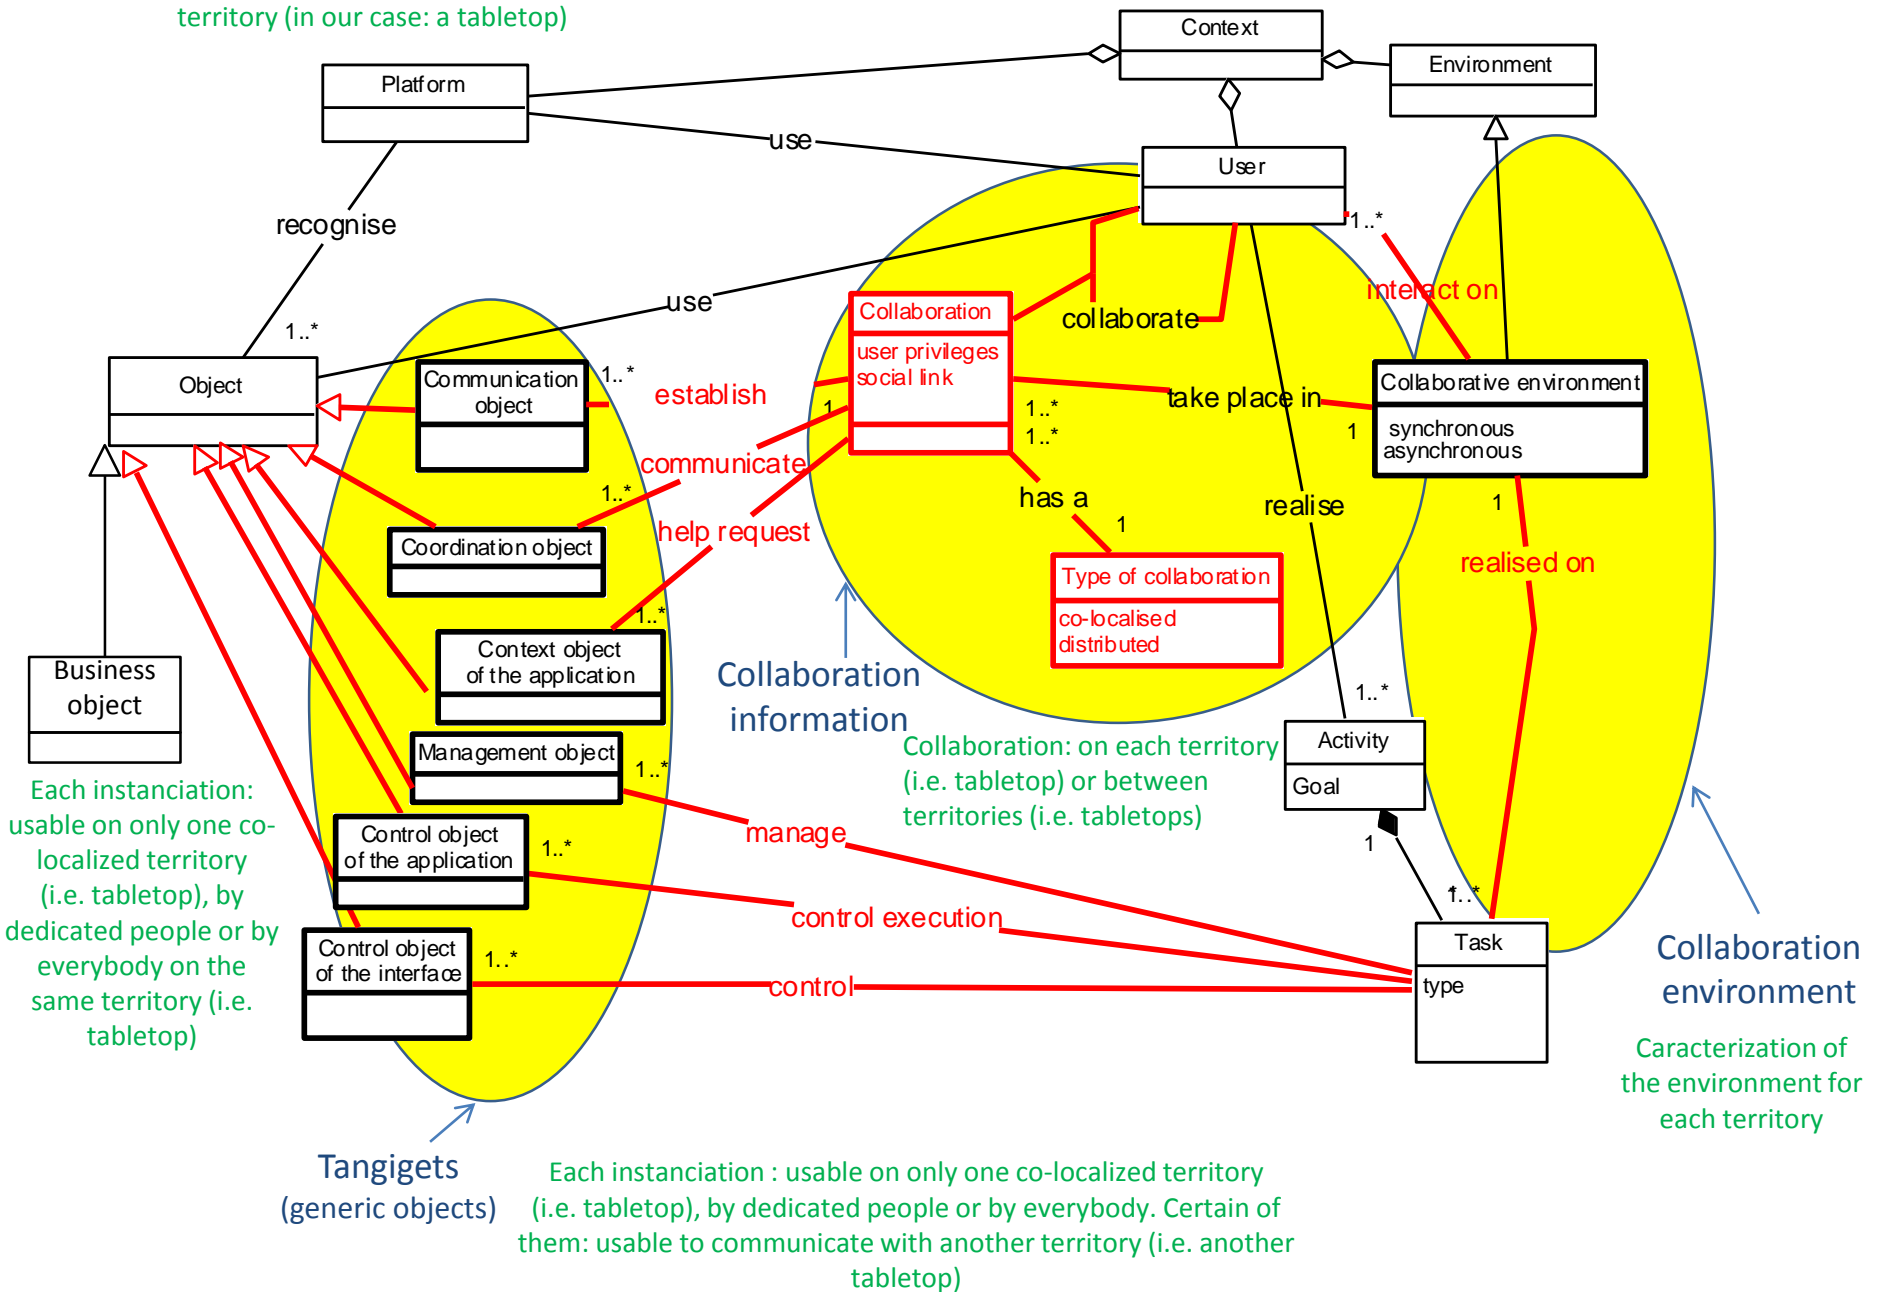 territory (in our case: a tabletop)
Context
Environment
Platform
use
User
recognise
1..*
1..*
use
interact on
Collaboration
user privileges
social link
collaborate
Object
Communication
object
1..*
establish
1
take place in
1..*
1..*
1
Collaborative environment
synchronous
asynchronous
communicate
1..*
has a
1
realise
1
help request
Coordination object
realised on
Type of collaboration
co-localised
distributed
1..*
Context object
of the application
Business
object
Collaboration
information
1..*
Management object
1..*
Collaboration: on each territory
(i.e. tabletop) or between
territories (i.e. tabletops)
Activity
Goal
Each instanciation:
usable on only one co-
localized territory
(i.e. tabletop), by
dedicated people or by
everybody on the
same territory (i.e.
tabletop)
manage
1
Control object
of the application
1..*
control execution
1..*
Control object
of the interface
1..*
control
Task
type
Collaboration
environment
Caracterization of
the environment for
each territory
Tangigets
(generic objects)
Each instanciation : usable on only one co-localized territory
(i.e. tabletop), by dedicated people or by everybody. Certain of
them: usable to communicate with another territory (i.e. another
tabletop)